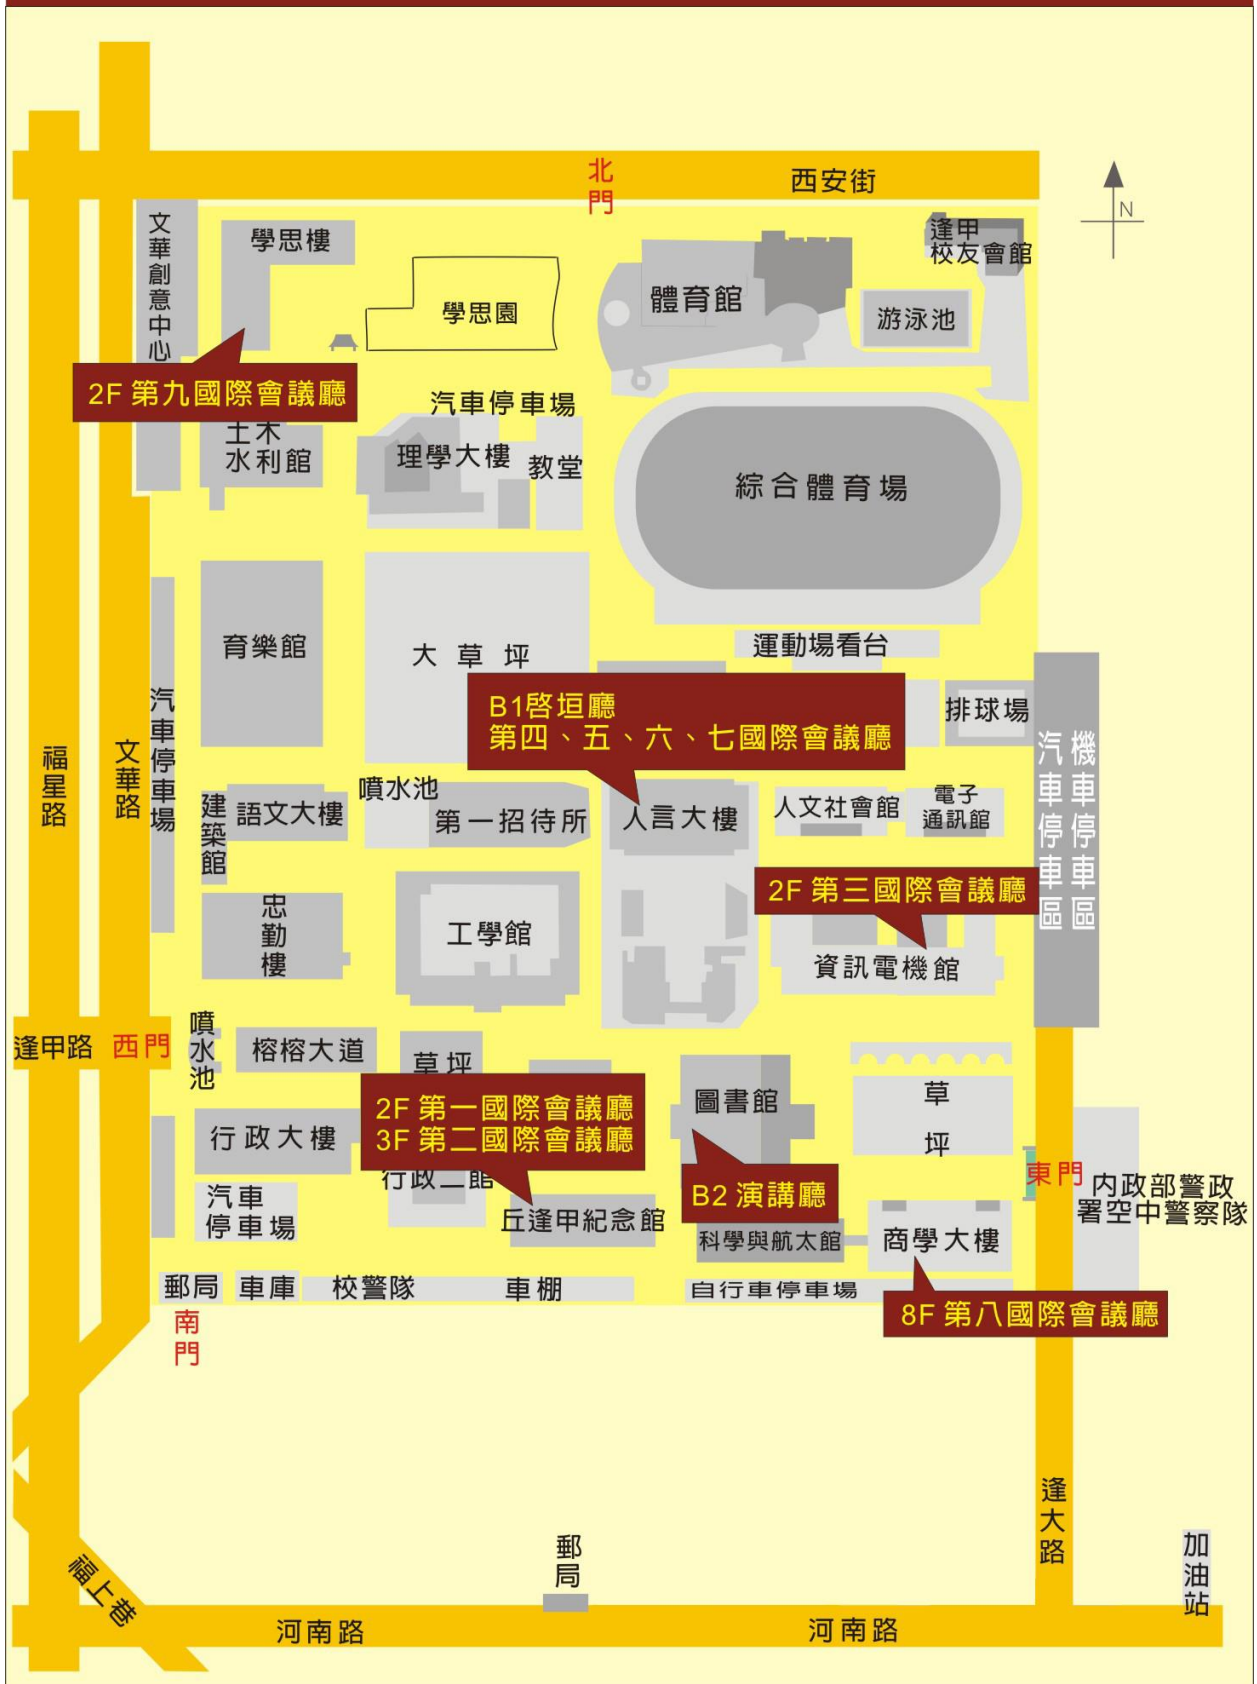 北門
西安街
N
文華創意中心
學思樓
學思園
體育館
逢甲
校友會館
游泳池
2F 第九國際會議廳
汽車停車場
土木
水利館
理學大樓
教堂
綜合體育場
育樂館
大草坪
運動場看台
B1啓垣廳
第四、五、六、七國際會議廳
排球場
汽車停車場
福星路
文華路
機車停車區
汽車停車區
建築館
語文大樓
噴水池
第一招待所
人言大樓
人文社會館
電子
通訊館
2F 第三國際會議廳
忠勤樓
工學館
資訊電機館
逢甲路
西門
噴水池
榕榕大道
草坪
2F 第一國際會議廳
3F 第二國際會議廳
圖書館
草
坪
行政大樓
行政二館
B2 演講廳
東門
內政部警政
署空中警察隊
汽車
停車場
丘逢甲紀念館
科學與航太館
商學大樓
郵局
車庫
校警隊
車棚
自行車停車場
8F 第八國際會議廳
南門
逢大路
加油站
郵局
福上巷
河南路
河南路